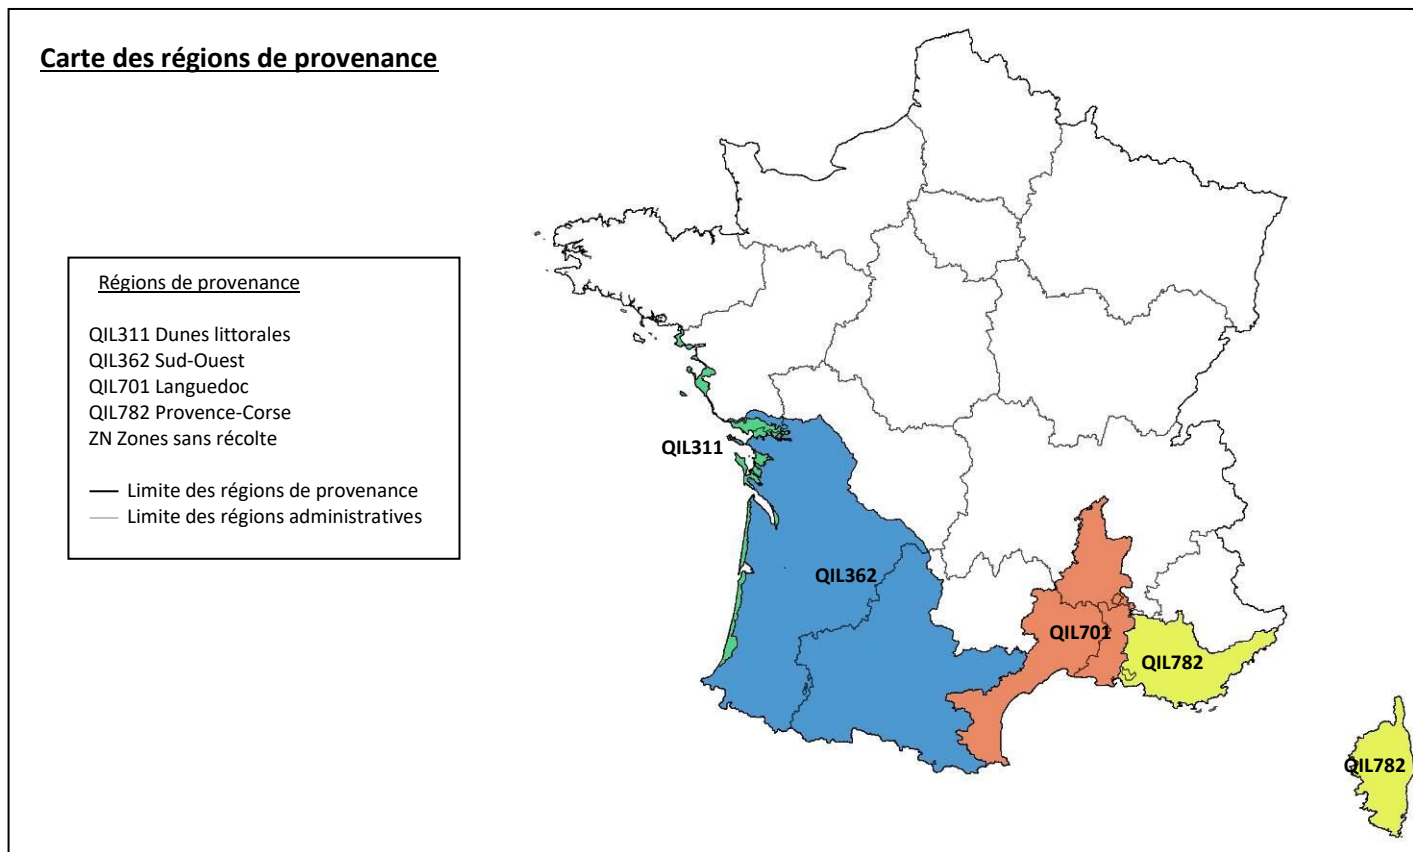 Carte des régions de provenance
Régions de provenance
QIL311 Dunes littorales
QIL362 Sud-Ouest
QIL701 Languedoc
QIL782 Provence-Corse
ZN Zones sans récolte
Limite des régions de provenance
Limite des régions administratives
QIL311
QIL362
QIL701
QIL782
QIL782